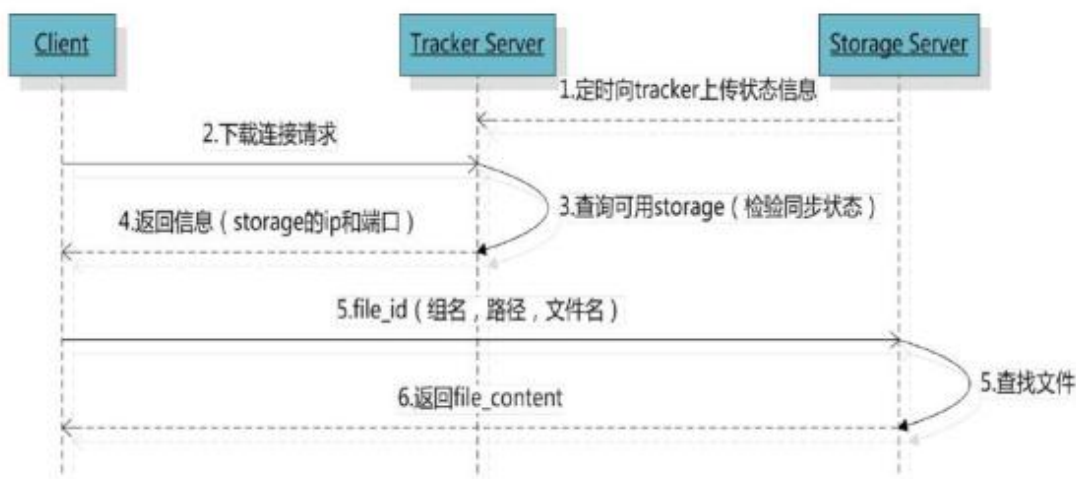 Client
Tracker Server
Storage Server
1.定时向tracker上传状态信息
2.下载连接请求
3.查询可用storage（检验同步状态）
4.返回信息（storage的ip和端口）
5.file_id（组名，路径，文件名）
5.查找文件
6.返回file_content